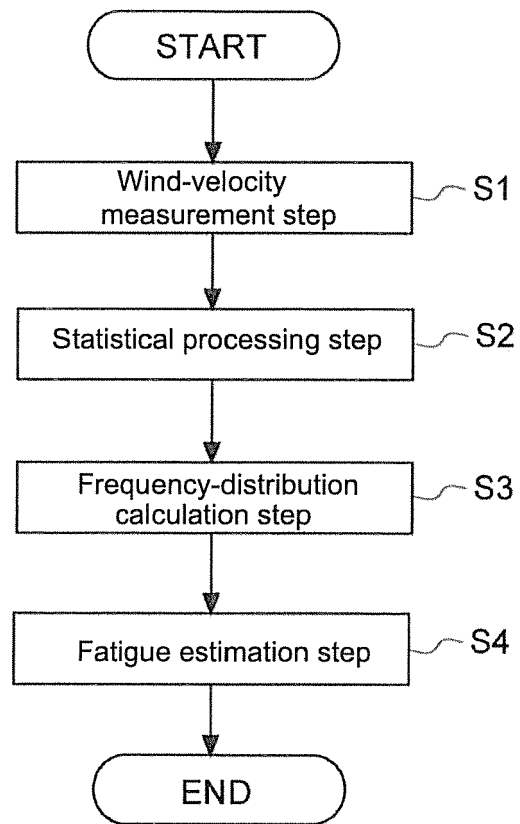 START
Wind-velocity
measurement step
S1
Statistical processing step
S2
Frequency-distribution
calculation step
S3
Fatigue estimation step
S4
END